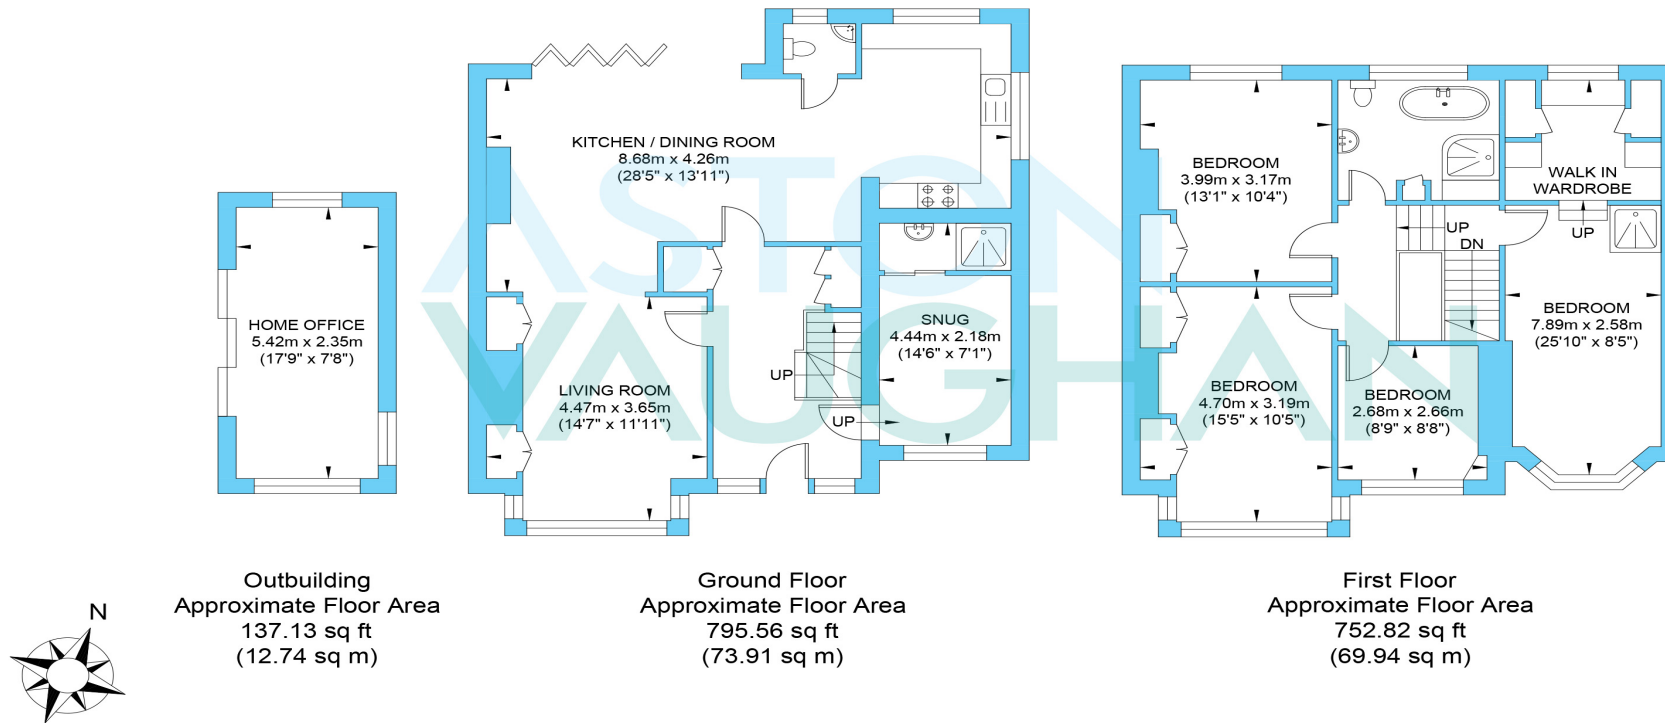 ASTON
VAUGHAN
HOME OFFICE
5.42m x 2.35m
(17'9" x 7'8")
KITCHEN / DINING ROOM
8.68m x 4.26m
(28'5" x 13'11")
LIVING ROOM
4.47m x 3.65m
(14'7" x 11'11")
SNUG
4.44m x 2.18m
(14'6" x 7'1")
UP
UP
BEDROOM
3.99m x 3.17m
(13'1" x 10'4")
WALK IN
WARDROBE
UP
DN
UP
BEDROOM
7.89m x 2.58m
(25'10" x 8'5")
BEDROOM
4.70m x 3.19m
(15'5" x 10'5")
BEDROOM
2.68m x 2.66m
(8'9" x 8'8")
N
Outbuilding
Approximate Floor Area
137.13 sq ft
(12.74 sq m)
Ground Floor
Approximate Floor Area
795.56 sq ft
(73.91 sq m)
First Floor
Approximate Floor Area
752.82 sq ft
(69.94 sq m)